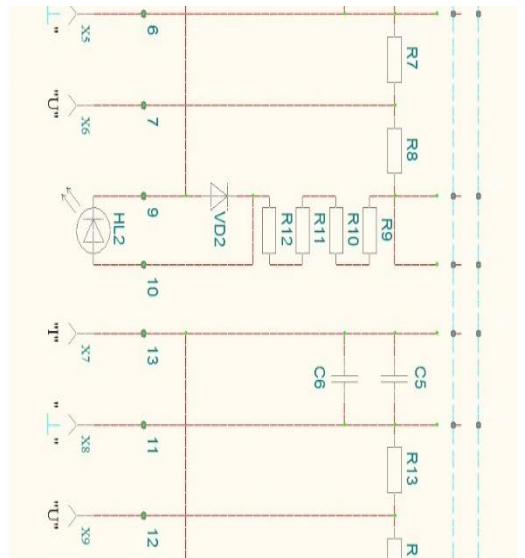 X5
6
"U"
X6
7
R7
R8
9
HL2
VD2
R12
R11
R10
R9
10
"I"
X7
13
C6
C5
"⊥"
X8
11
R13
"U"
X9
12
R